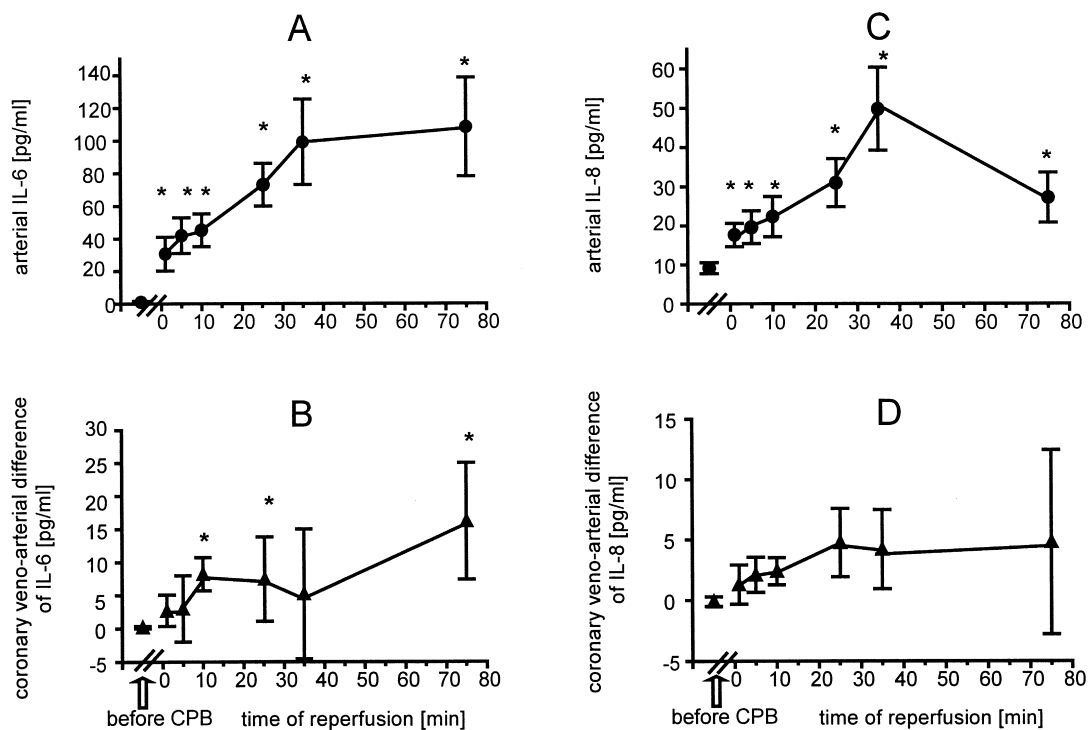 A
arterial IL-6 [pg/ml]
140
120
100
80
60
40
20
0
* * * * * *
0 10 20 30 40 50 60 70 80
C
arterial IL-8 [pg/ml]
60
50
40
30
20
10
0
* * * * * *
0 10 20 30 40 50 60 70 80
B
coronary veno-arterial difference
of IL-6 [pg/ml]
30
25
20
15
10
5
0
-5
* * *
0 10 20 30 40 50 60 70 80
before CPB time of reperfusion [min]
D
coronary veno-arterial difference
of IL-8 [pg/ml]
15
10
5
0
-5
0 10 20 30 40 50 60 70 80
before CPB time of reperfusion [min]